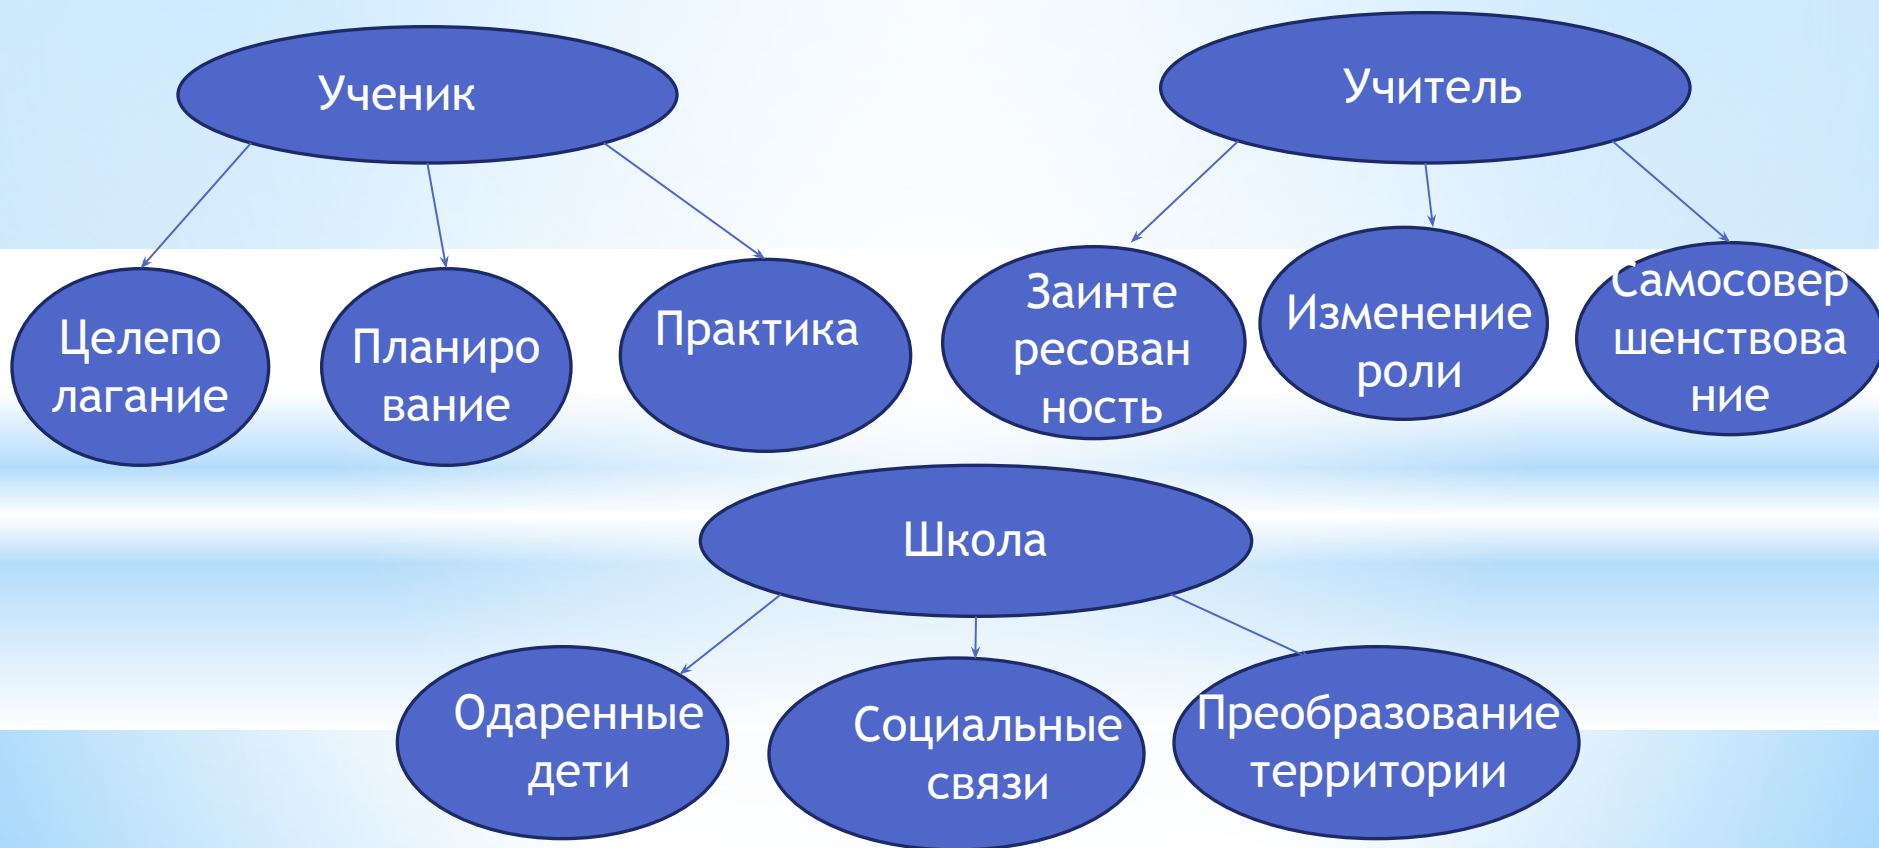 Ученик
Учитель
Целепо
лагание
Планиро
вание
Практика
Заинте
ресован
ность
Изменение
роли
Самосовер
шенствова
ние
Школа
Одаренные
дети
Социальные
связи
Преобразование
территории